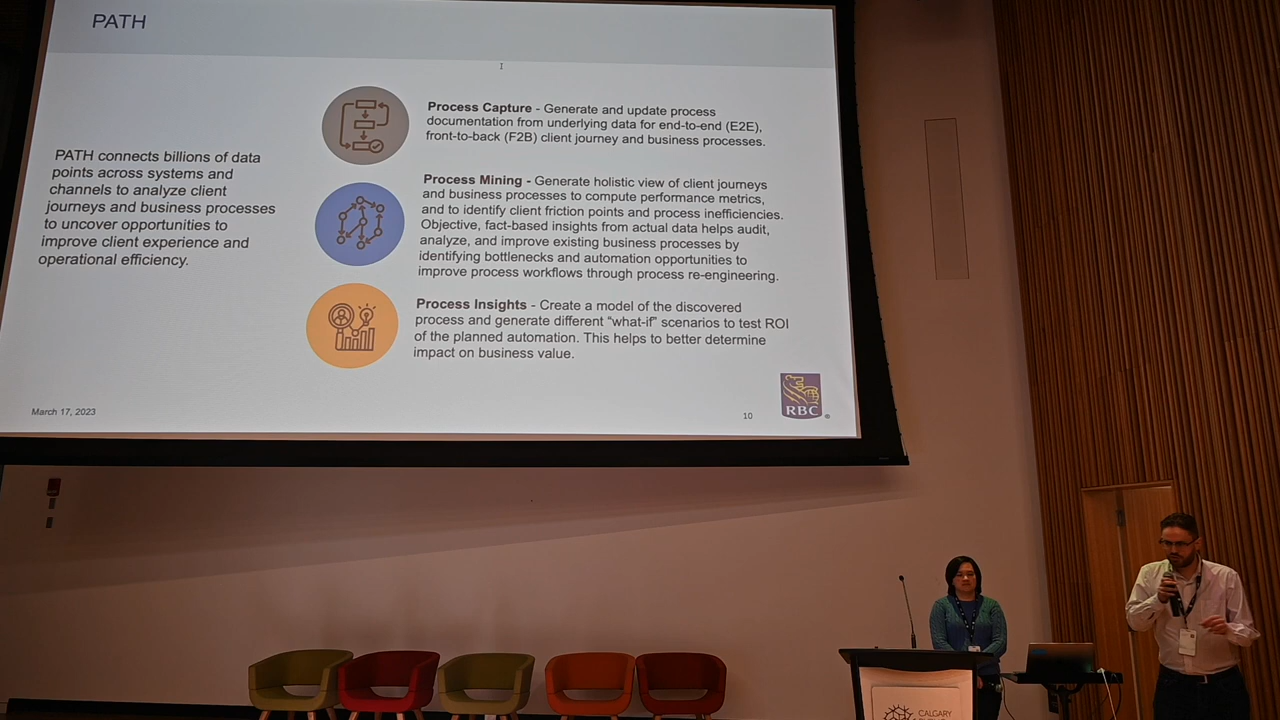 PATH
PATH connects billions of data
points across systems and
channels to analyze client
journeys and business processes
to uncover opportunities to
improve client experience and
operational efficiency.
Process Capture - Generate and update process
documentation from underlying data for end-to-end (E2E),
front-to-back (F2B) client journey and business processes.
Process Mining - Generate holistic view of client journeys
and business processes to compute performance metrics,
and to identify client friction points and process inefficiencies.
Objective, fact-based insights from actual data helps audit,
analyze, and improve existing business processes by
identifying bottlenecks and automation opportunities to
improve process workflows through process re-engineering.
Process Insights - Create a model of the discovered
process and generate different “what-if” scenarios to test ROI
of the planned automation. This helps to better determine
impact on business value.
March 17, 2023
10
RBC
®
CALGARY